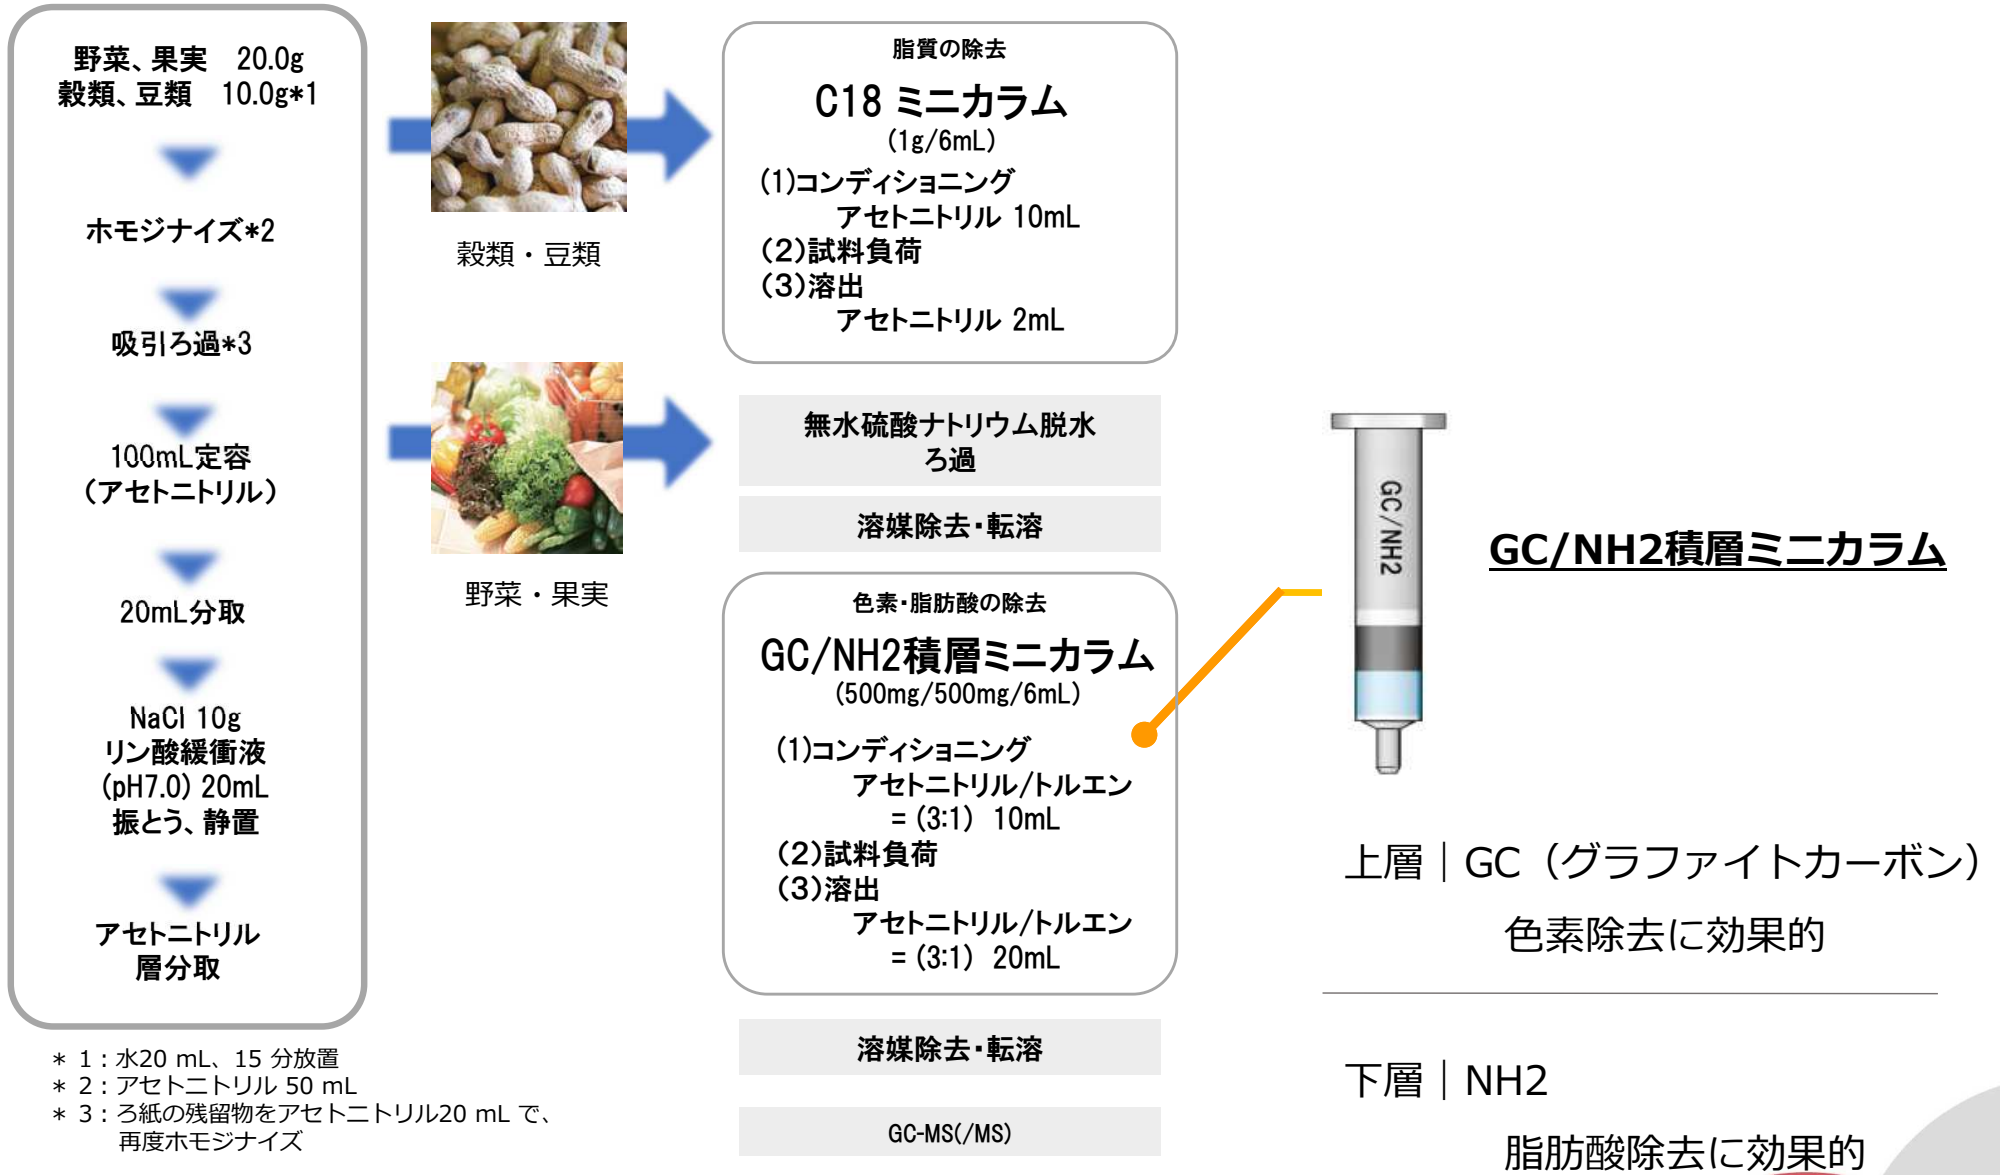 野菜、果実 20.0g
穀類、豆類 10.0g*1
ホモジナイズ*2
吸引ろ過*3
100mL定容
(アセトニトリル)
20mL分取
NaCl 10g
リン酸緩衝液
(pH7.0) 20mL
振とう、静置
アセトニトリル
層分取
* 1:水20 mL、15 分放置
* 2:アセトニトリル 50 mL
* 3:ろ紙の残留物をアセトニトリル20 mL で、
再度ホモジナイズ
穀類・豆類
野菜・果実
脂質の除去
C18 ミニカラム
(1g/6mL)
(1)コンディショニング
アセトニトリル 10mL
(2)試料負荷
(3)溶出
アセトニトリル 2mL
無水硫酸ナトリウム脱水
ろ過
溶媒除去・転溶
色素・脂肪酸の除去
GC/NH2積層ミニカラム
(500mg/500mg/6mL)
(1)コンディショニング
アセトニトリル/トルエン
= (3:1) 10mL
(2)試料負荷
(3)溶出
アセトニトリル/トルエン
= (3:1) 20mL
溶媒除去・転溶
GC-MS(/MS)
GC/NH2
GC/NH2積層ミニカラム
上層|GC(グラファイトカーボン)
色素除去に効果的
下層|NH2
脂肪酸除去に効果的